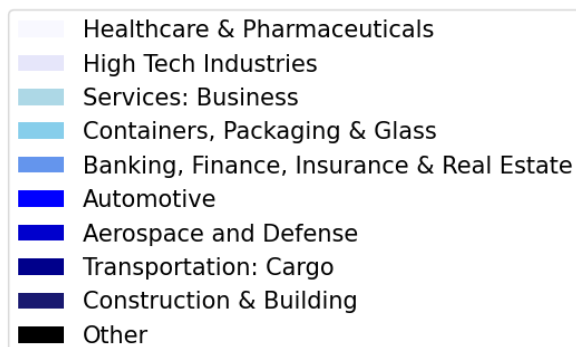 Healthcare & Pharmaceuticals
High Tech Industries
Services: Business
Containers, Packaging & Glass
Banking, Finance, Insurance & Real Estate
Automotive
Aerospace and Defense
Transportation: Cargo
Construction & Building
Other